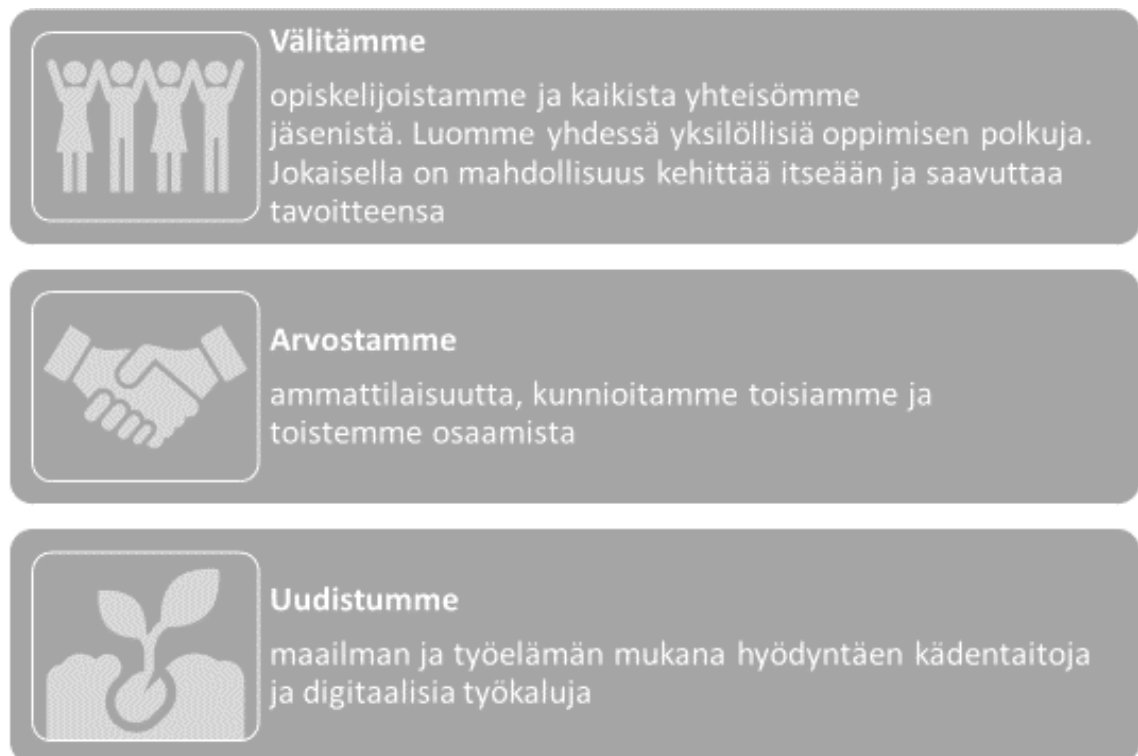 Välitämme
opiskelijoistamme ja kaikista yhteisömme
jäsenistä. Luomme yhdessä yksilöllisiä oppimisen polkuja.
Jokaisella on mahdollisuus kehittää itseään ja saavuttaa
tavoitteensa
Arvostamme
ammattilaisuutta, kunnioitamme toisiamme ja
toistemme osaamista
Uudistumme
maailman ja työelämän mukana hyödyntäen kädentaitoja
ja digitaalisia työkaluja